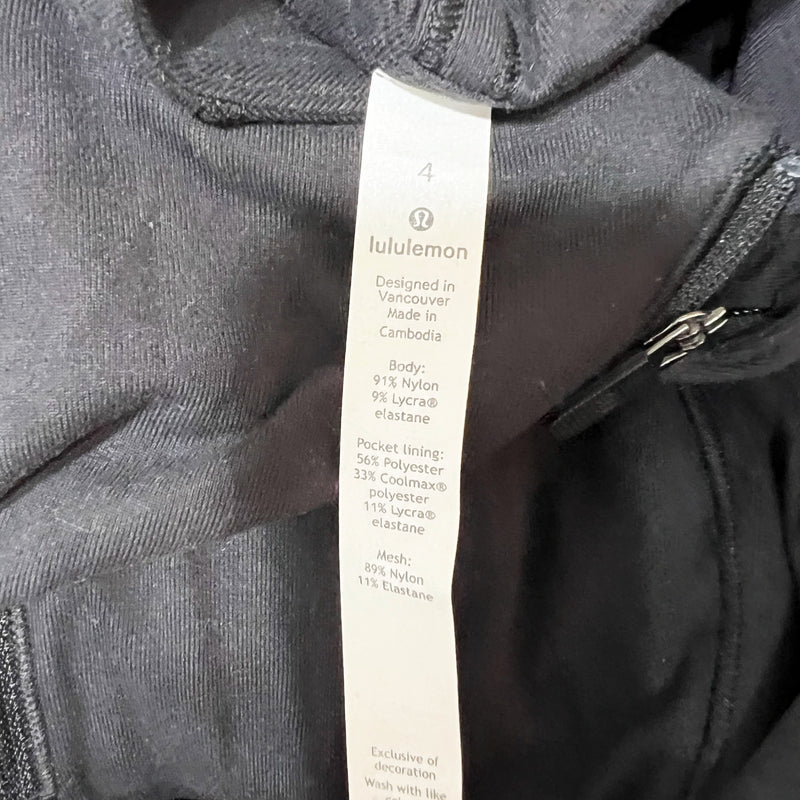 4
lululemon
Designed in
Vancouver
Made in
Cambodia
Body:
91% Nylon
9% Lycra®
elastane
Pocket lining:
56% Polyester
33% Coolmax®
polyester
11% Lycra®
elastane
Mesh:
89% Nylon
11% Elastane
Exclusive of
decoration
Wash with like